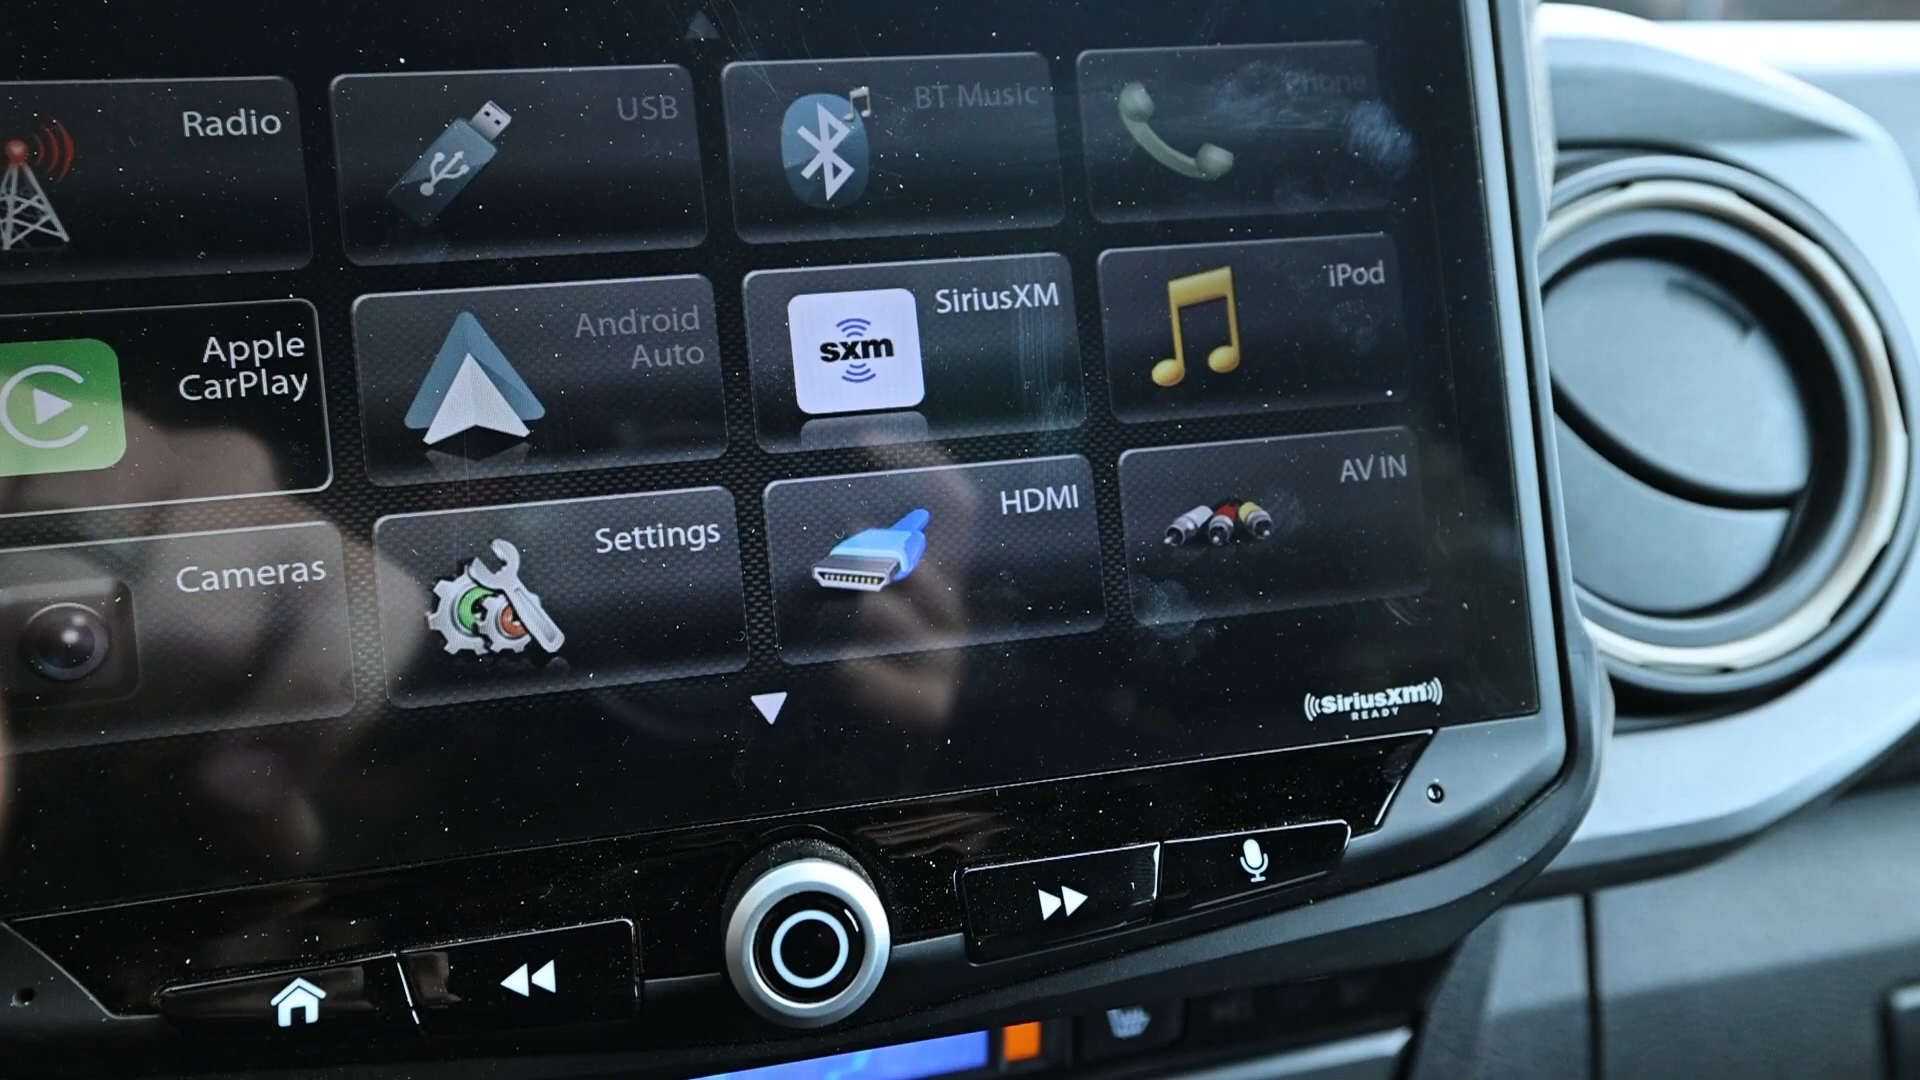 Radio
USB
BT Music
Phone
Apple
CarPlay
Android
Auto
sxm
SiriusXM
iPod
Cameras
Settings
HDMI
AV IN
SiriusXm
READY